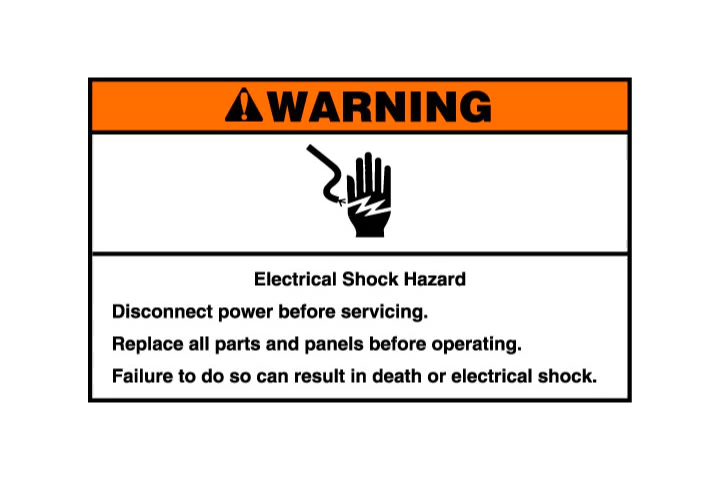 WARNING
Electrical Shock Hazard
Disconnect power before servicing.
Replace all parts and panels before operating.
Failure to do so can result in death or electrical shock.